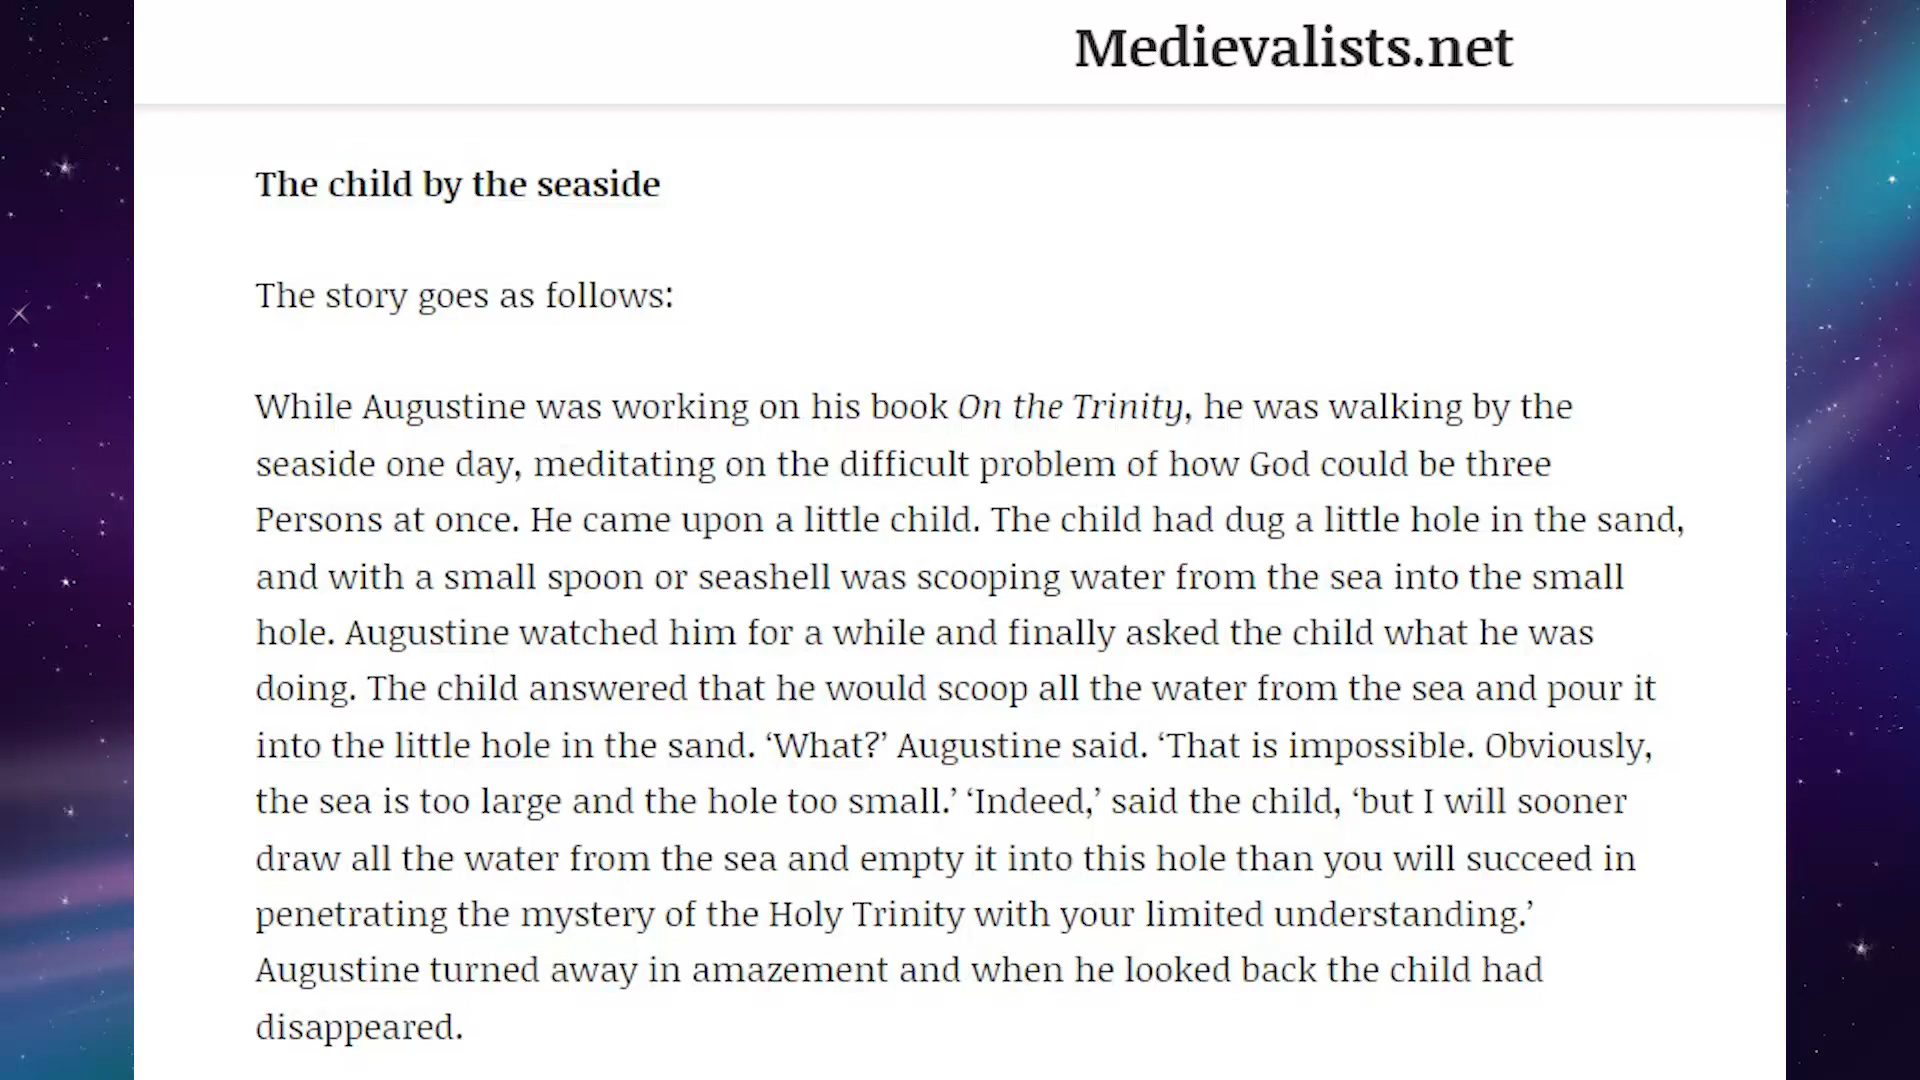 Medievalists.net
The child by the seaside
The story goes as follows:
While Augustine was working on his book On the Trinity, he was walking by the
seaside one day, meditating on the difficult problem of how God could be three
Persons at once. He came upon a little child. The child had dug a little hole in the sand,
and with a small spoon or seashell was scooping water from the sea into the small
hole. Augustine watched him for a while and finally asked the child what he was
doing. The child answered that he would scoop all the water from the sea and pour it
into the little hole in the sand. ‘What?’ Augustine said. ‘That is impossible. Obviously,
the sea is too large and the hole too small.’ ‘Indeed,’ said the child, ‘but I will sooner
draw all the water from the sea and empty it into this hole than you will succeed in
penetrating the mystery of the Holy Trinity with your limited understanding.’
Augustine turned away in amazement and when he looked back the child had
disappeared.